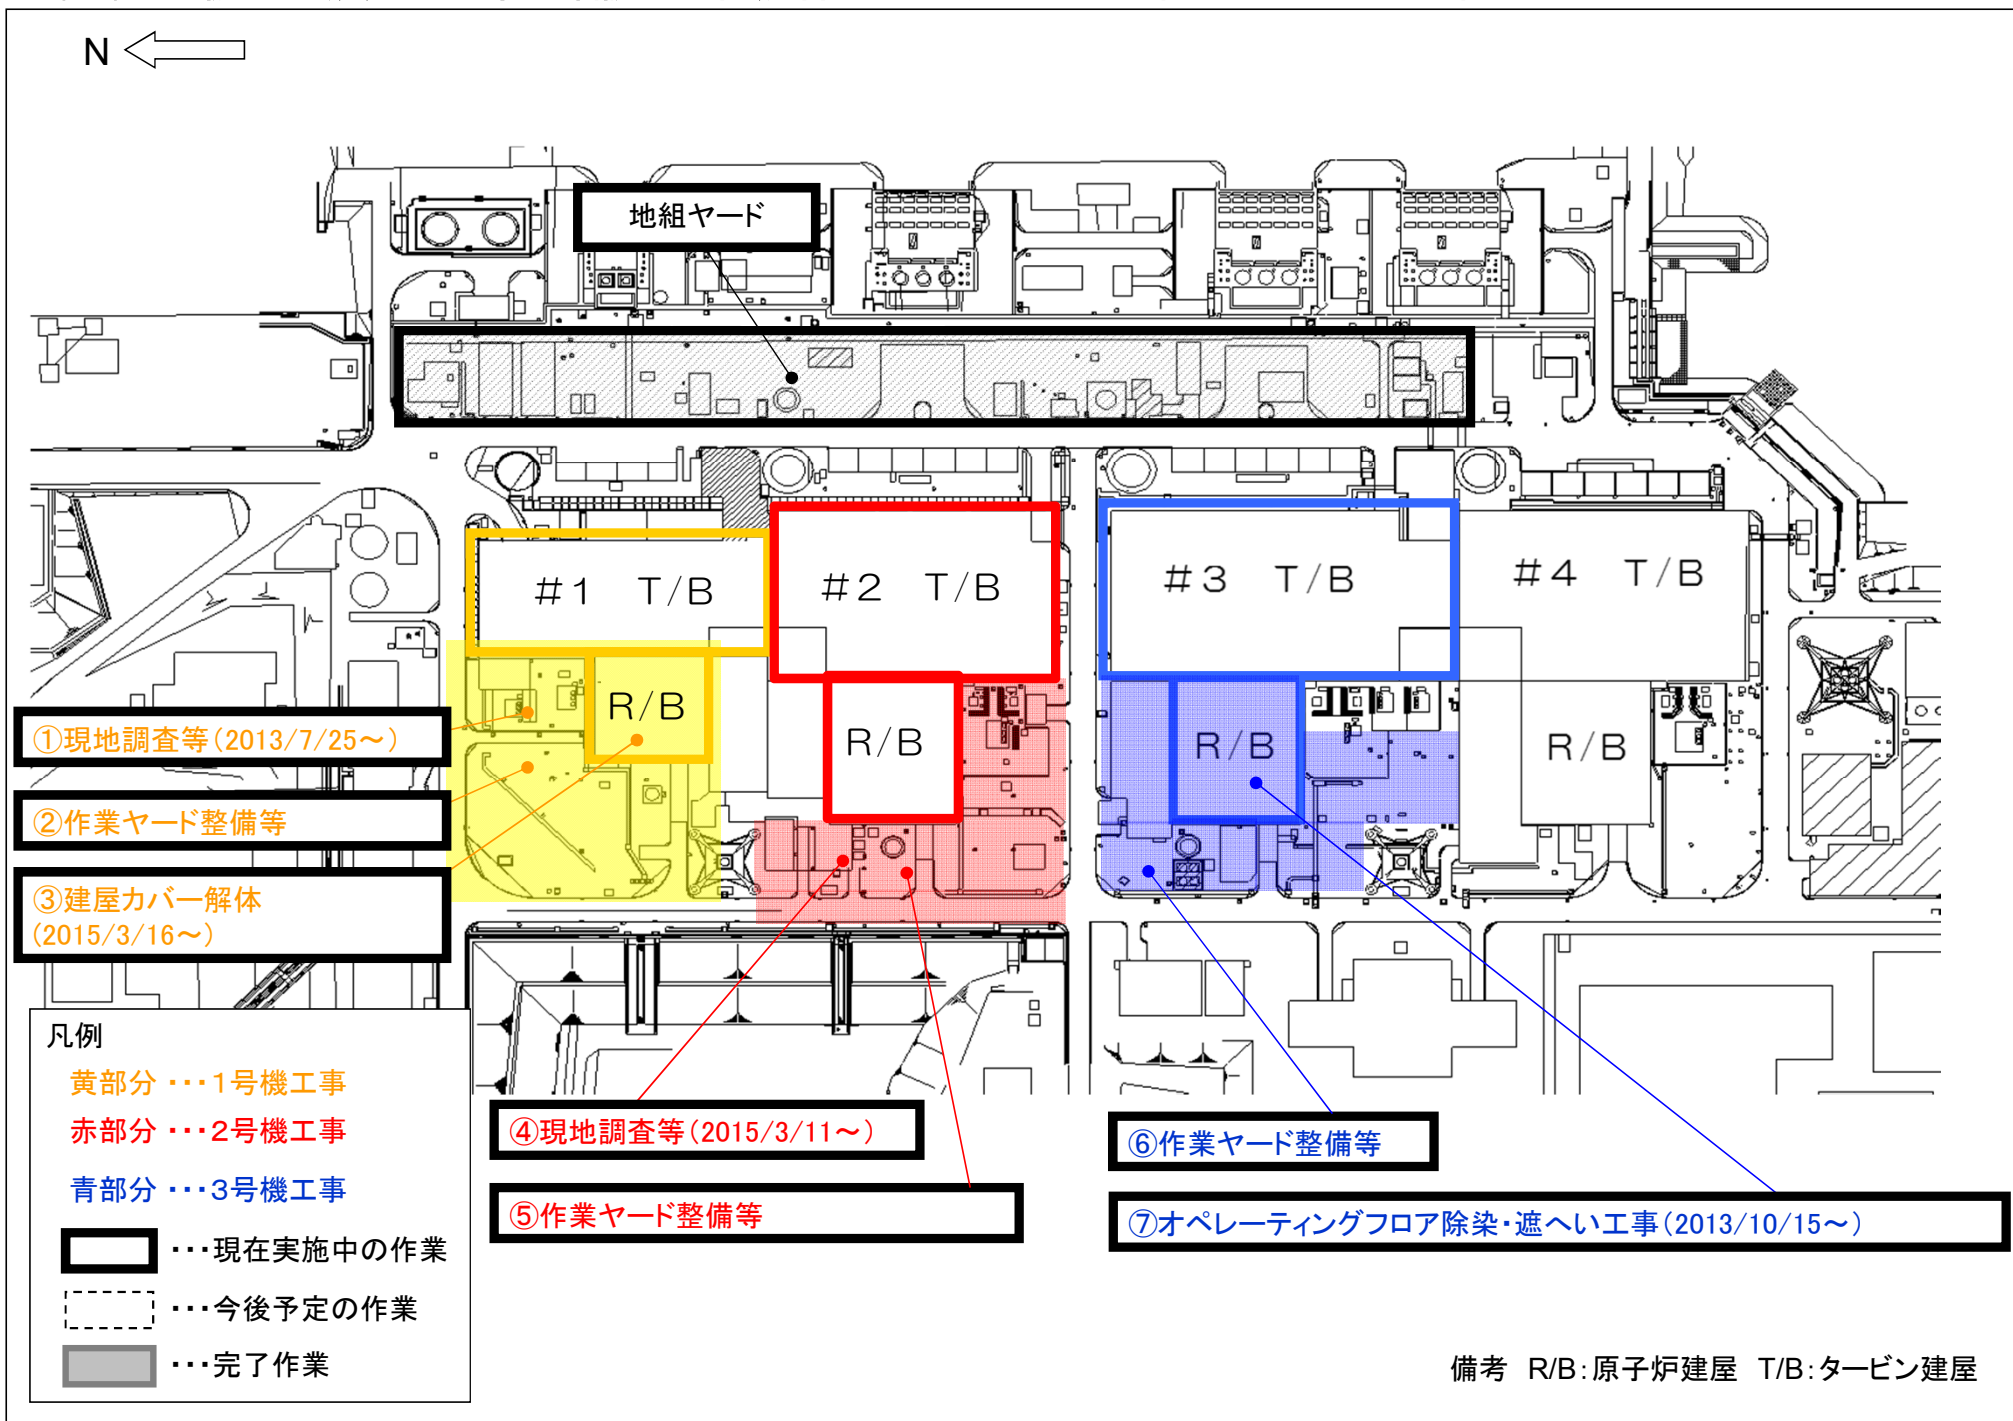 N
地組ヤード
#1 T/B
#2 T/B
#3 T/B
#4 T/B
R/B
R/B
R/B
R/B
①現地調査等(2013/7/25~)
②作業ヤード整備等
③建屋カバー解体
(2015/3/16~)
④現地調査等(2015/3/11~)
⑤作業ヤード整備等
⑥作業ヤード整備等
⑦オペレーティングフロア除染・遮へい工事(2013/10/15~)
凡例
黄部分 ・・・1号機工事
赤部分 ・・・2号機工事
青部分 ・・・3号機工事
・・・現在実施中の作業
・・・今後予定の作業
・・・完了作業
備考 R/B:原子炉建屋 T/B:タービン建屋